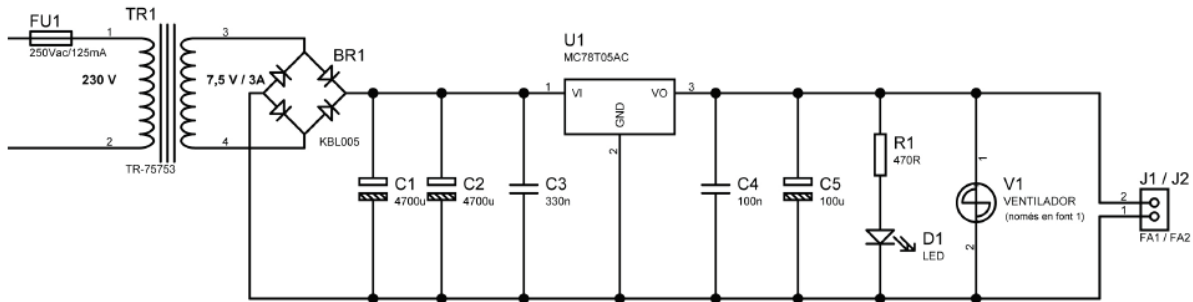 FU1
250Vac/125mA
TR1
1
2
230 V
TR-75753
3
4
7,5 V / 3A
BR1
KBL005
C1
4700u
C2
4700u
C3
330n
U1
MC78T05AC
1
VI
VO
3
GND
2
C4
100n
C5
100u
R1
470R
D1
LED
1
V1
VENTILADOR
(només en font 1)
2
J1 / J2
2
1
FA1 / FA2